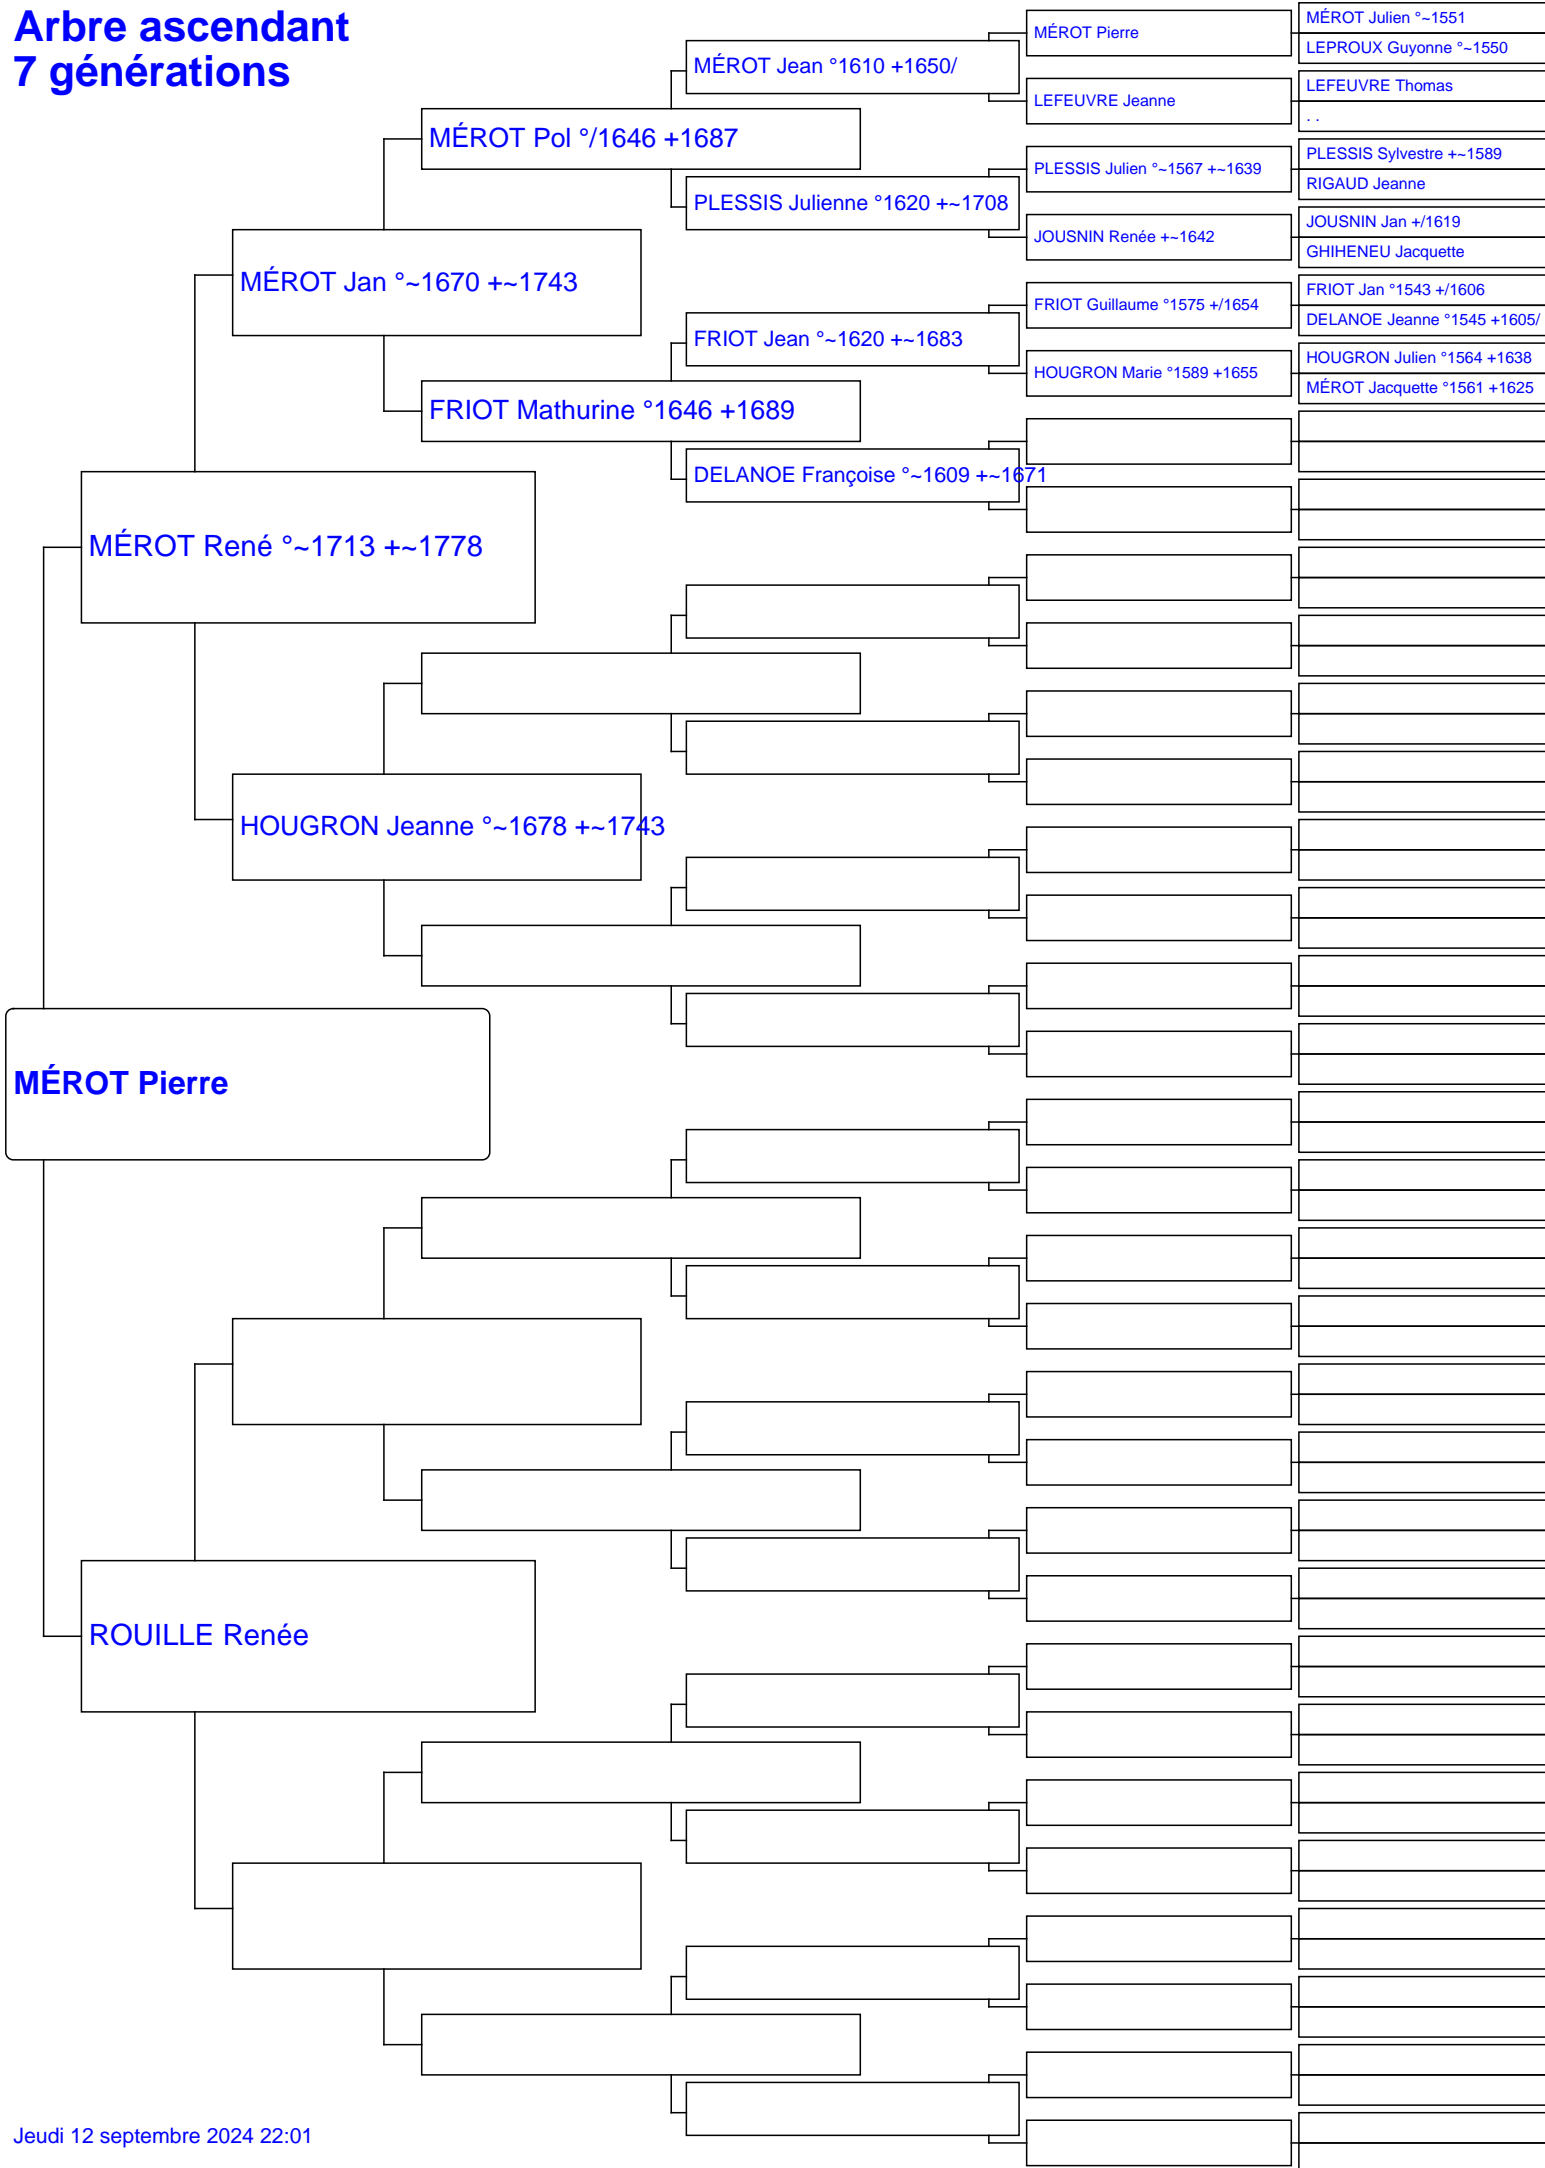 Arbre ascendant
7 générations
MÉROT Pierre
MÉROT René °~1713 +~1778
ROUILLE Renée
MÉROT Jan °~1670 +~1743
HOUGRON Jeanne °~1678 +~1743
MÉROT Pol °/1646 +1687
FRIOT Mathurine °1646 +1689
MÉROT Jean °1610 +1650/
PLESSIS Julienne °1620 +~1708
FRIOT Jean °~1620 +~1683
DELANOE Françoise °~1609 +~1671
MÉROT Pierre
LEFEUVRE Jeanne
PLESSIS Julien °~1567 +~1639
JOUSNIN Renée +~1642
FRIOT Guillaume °1575 +/1654
HOUGRON Marie °1589 +1655
MÉROT Julien °~1551
LEPROUX Guyonne °~1550
LEFEUVRE Thomas
. .
PLESSIS Sylvestre +~1589
RIGAUD Jeanne
JOUSNIN Jan +/1619
GHIHENEU Jacquette
FRIOT Jan °1543 +/1606
DELANOE Jeanne °1545 +1605/
HOUGRON Julien °1564 +1638
MÉROT Jacquette °1561 +1625
Jeudi 12 septembre 2024 22:01